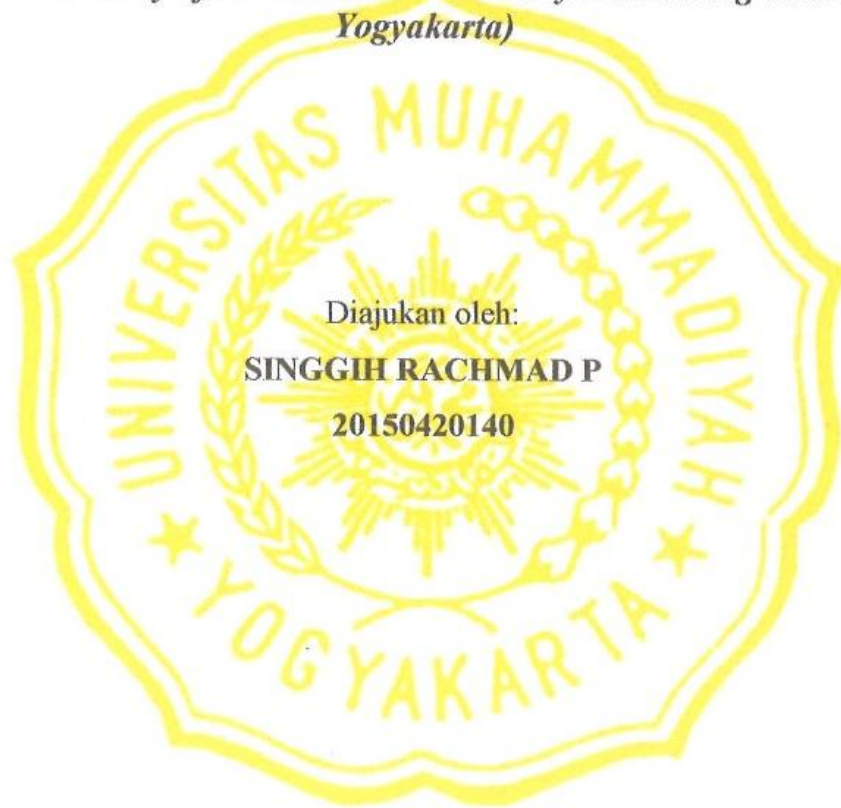 Yogyakarta)
UNIVERSITAS MUHAMMADIYAH
Diajukan oleh:
SINGGIH RACHMAD P
20150420140
★ YOGYAKARTA ★